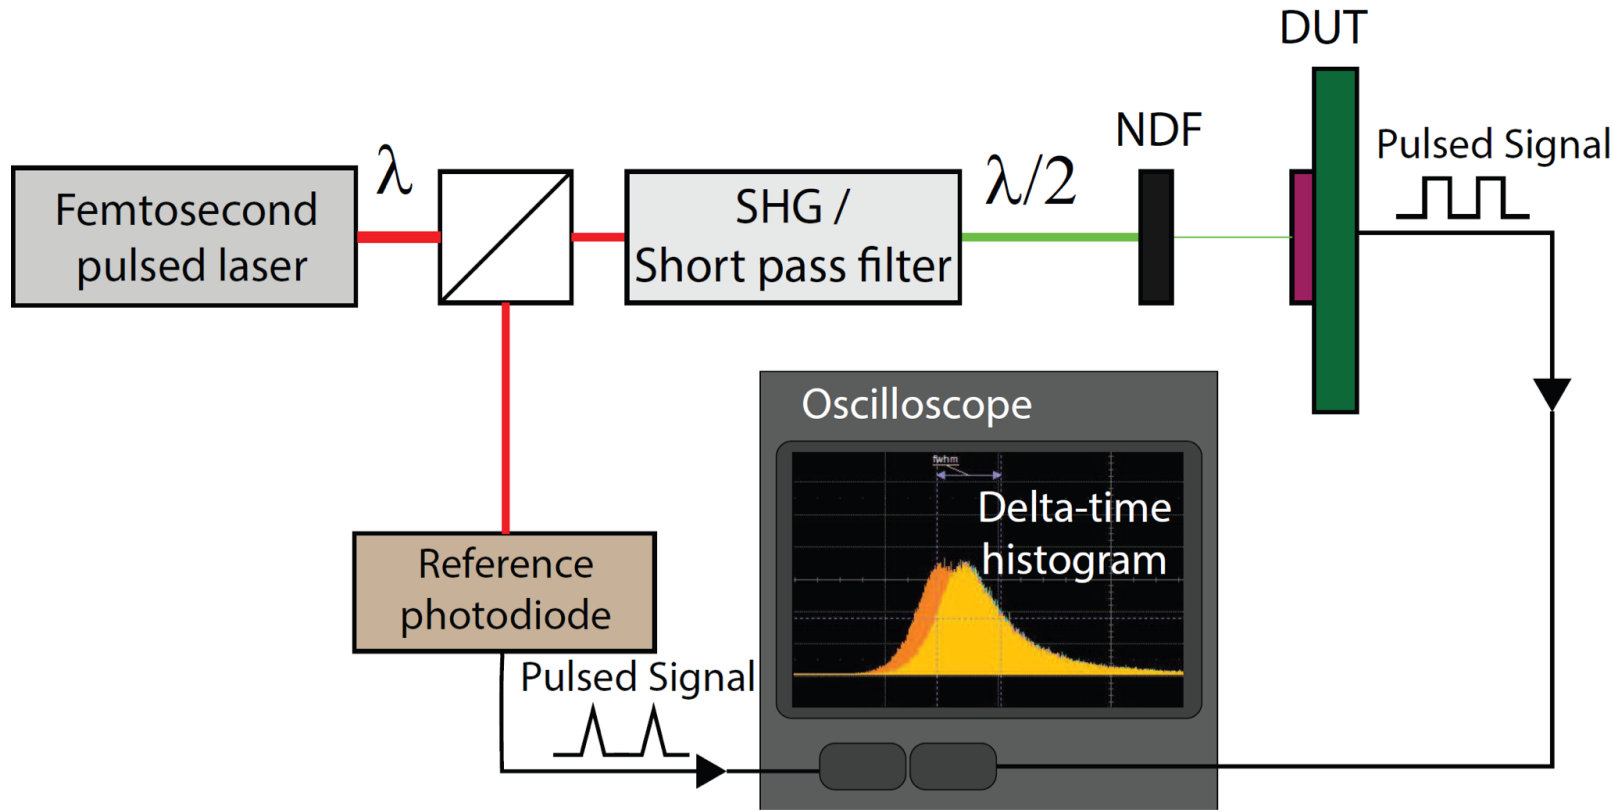 DUT
NDF
Pulsed Signal
λ
λ/2
Femtosecond
pulsed laser
SHG /
Short pass filter
Oscilloscope
fwhm
Delta-time
histogram
Reference
photodiode
Pulsed Signal